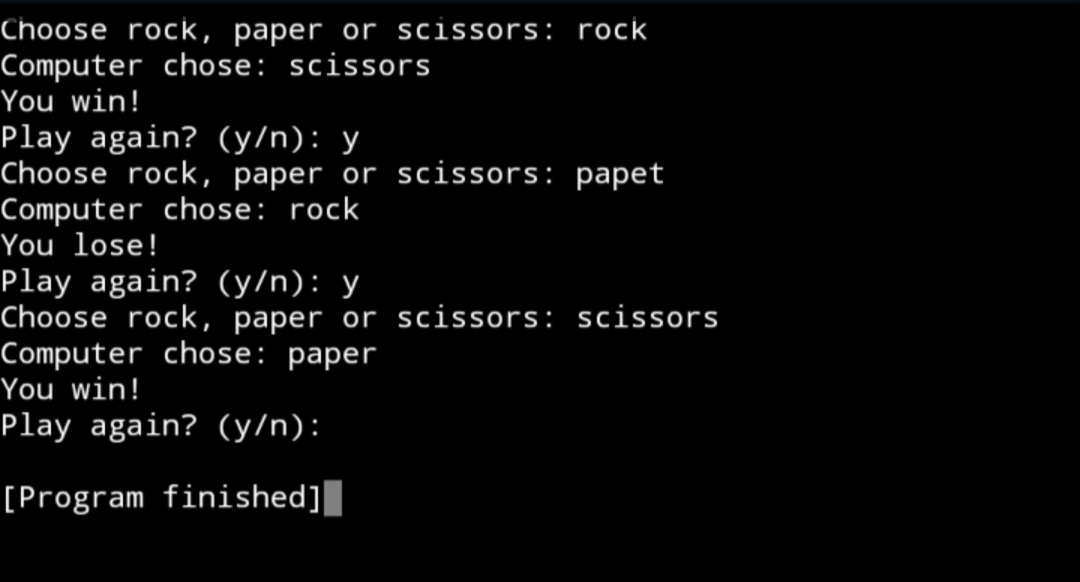 Choose rock, paper or scissors: rock
Computer chose: scissors
You win!
Play again? (y/n): y
Choose rock, paper or scissors: papet
Computer chose: rock
You lose!
Play again? (y/n): y
Choose rock, paper or scissors: scissors
Computer chose: paper
You win!
Play again? (y/n):
[Program finished]